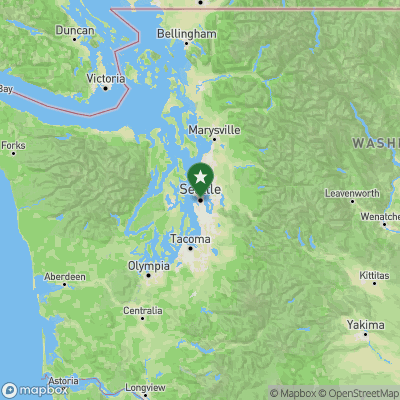 Duncan
Bellingham
Victoria
Bay
Marysville
Forks
WASHI
Seattle
Leavenworth
Wenatche
Tacoma
Olympia
Kittitas
Aberdeen
Centralia
Yakima
Astoria
Longview
mapbox
© Mapbox © OpenStreetMap